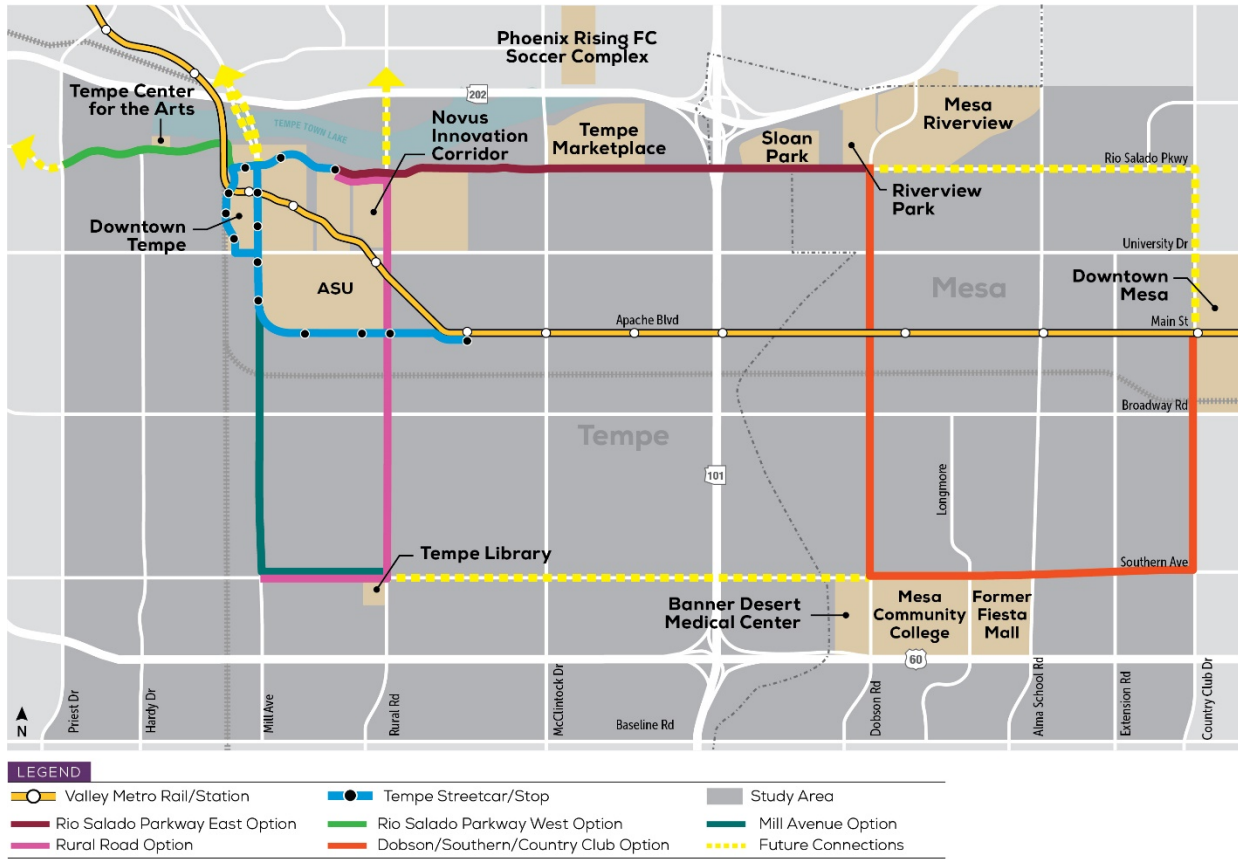 Phoenix Rising FC
Soccer Complex
Tempe Center
for the Arts
202
TEMPE TOWN LAKE
Novus
Innovation
Corridor
Tempe
Marketplace
Sloan
Park
Mesa
Riverview
Rio Salado Pkwy
Riverview
Park
Downtown
Tempe
University Dr
ASU
Mesa
Downtown
Mesa
Apache Blvd
Main St
Broadway Rd
Tempe
101
Longmore
Tempe Library
Southern Ave
Banner Desert
Medical Center
Mesa
Community
College
Former
Fiesta
Mall
60
N
Priest Dr
Hardy Dr
Mill Ave
Rural Rd
McClintock Dr
Baseline Rd
Dobson Rd
Alma School Rd
Extension Rd
Country Club Dr
LEGEND
Valley Metro Rail/Station
Tempe Streetcar/Stop
Study Area
Rio Salado Parkway East Option
Rio Salado Parkway West Option
Mill Avenue Option
Rural Road Option
Dobson/Southern/Country Club Option
Future Connections